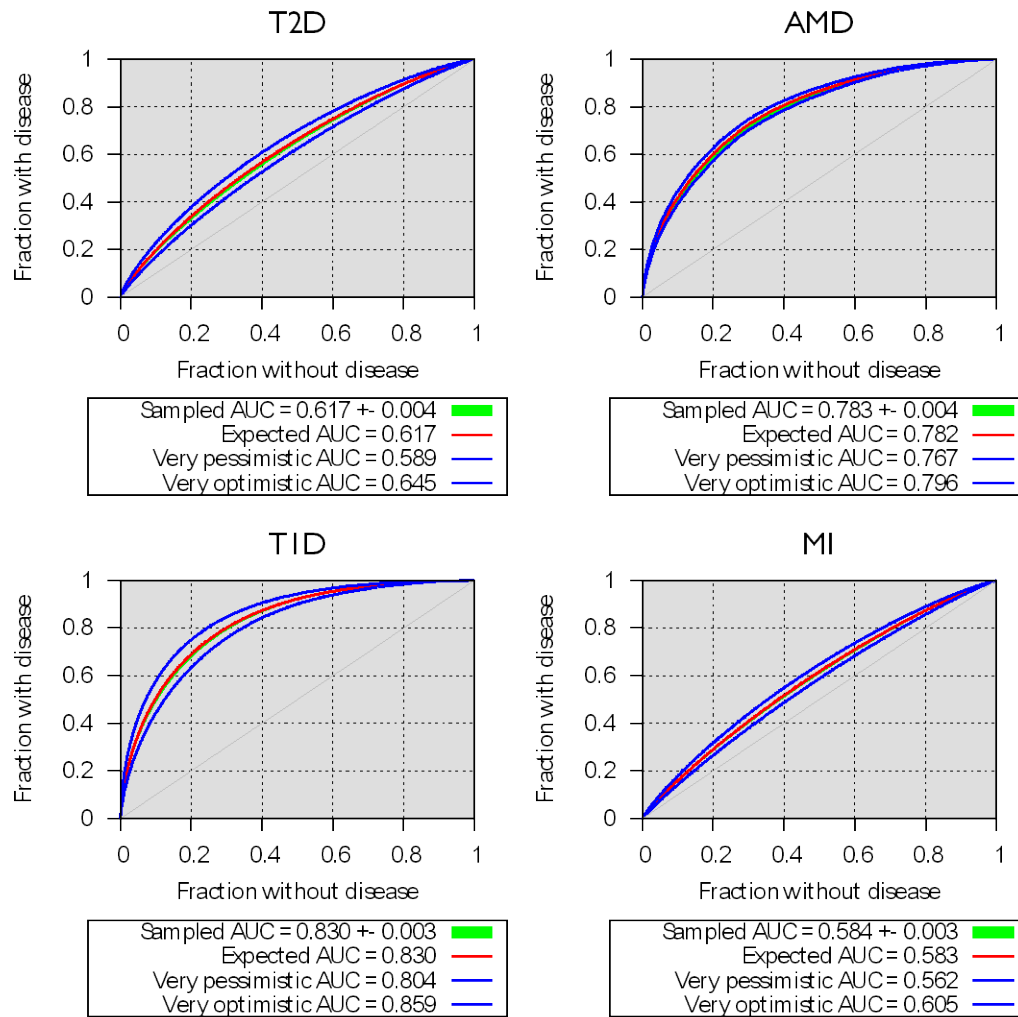 T2D
Fraction with disease
1
0.8
0.6
0.4
0.2
0
0 0.2 0.4 0.6 0.8 1
Fraction without disease
Sampled AUC = 0.617 +- 0.004
Expected AUC = 0.617
Very pessimistic AUC = 0.589
Very optimistic AUC = 0.645
AMD
Fraction with disease
1
0.8
0.6
0.4
0.2
0
0 0.2 0.4 0.6 0.8 1
Fraction without disease
Sampled AUC = 0.783 +- 0.004
Expected AUC = 0.782
Very pessimistic AUC = 0.767
Very optimistic AUC = 0.796
T1D
Fraction with disease
1
0.8
0.6
0.4
0.2
0
0 0.2 0.4 0.6 0.8 1
Fraction without disease
Sampled AUC = 0.830 +- 0.003
Expected AUC = 0.830
Very pessimistic AUC = 0.804
Very optimistic AUC = 0.859
MI
Fraction with disease
1
0.8
0.6
0.4
0.2
0
0 0.2 0.4 0.6 0.8 1
Fraction without disease
Sampled AUC = 0.584 +- 0.003
Expected AUC = 0.583
Very pessimistic AUC = 0.562
Very optimistic AUC = 0.605